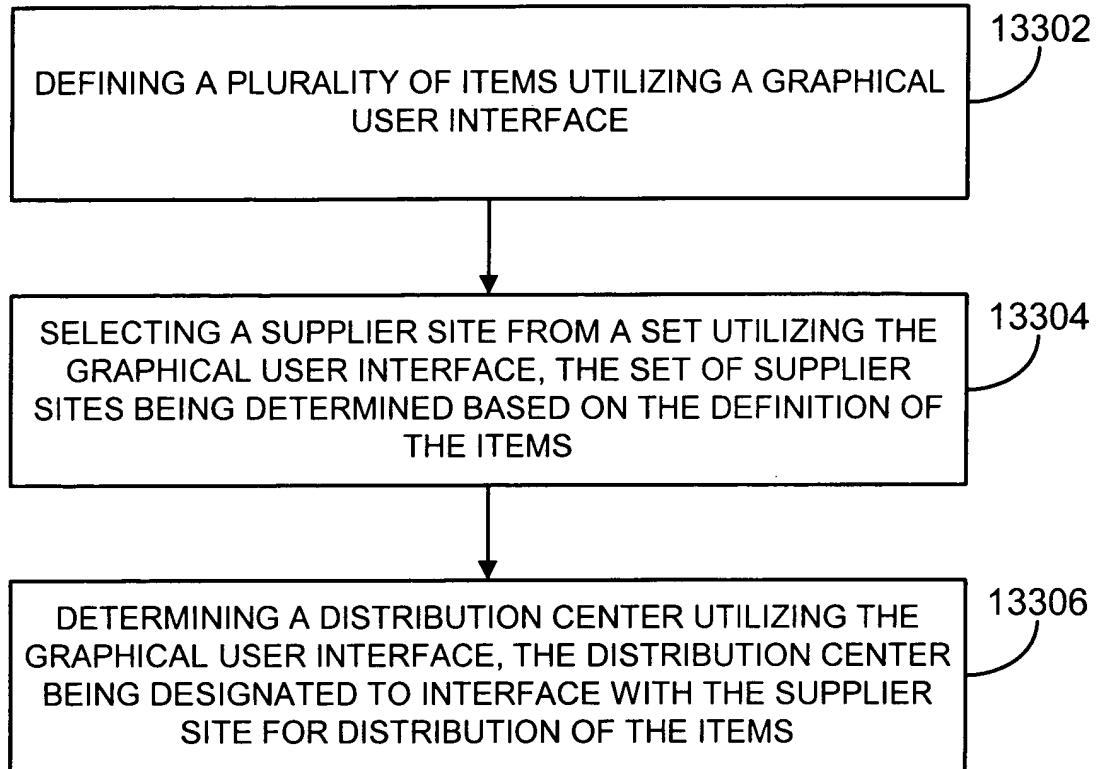 13302
DEFINING A PLURALITY OF ITEMS UTILIZING A GRAPHICAL
USER INTERFACE
13304
SELECTING A SUPPLIER SITE FROM A SET UTILIZING THE
GRAPHICAL USER INTERFACE, THE SET OF SUPPLIER
SITES BEING DETERMINED BASED ON THE DEFINITION OF
THE ITEMS
13306
DETERMINING A DISTRIBUTION CENTER UTILIZING THE
GRAPHICAL USER INTERFACE, THE DISTRIBUTION CENTER
BEING DESIGNATED TO INTERFACE WITH THE SUPPLIER
SITE FOR DISTRIBUTION OF THE ITEMS